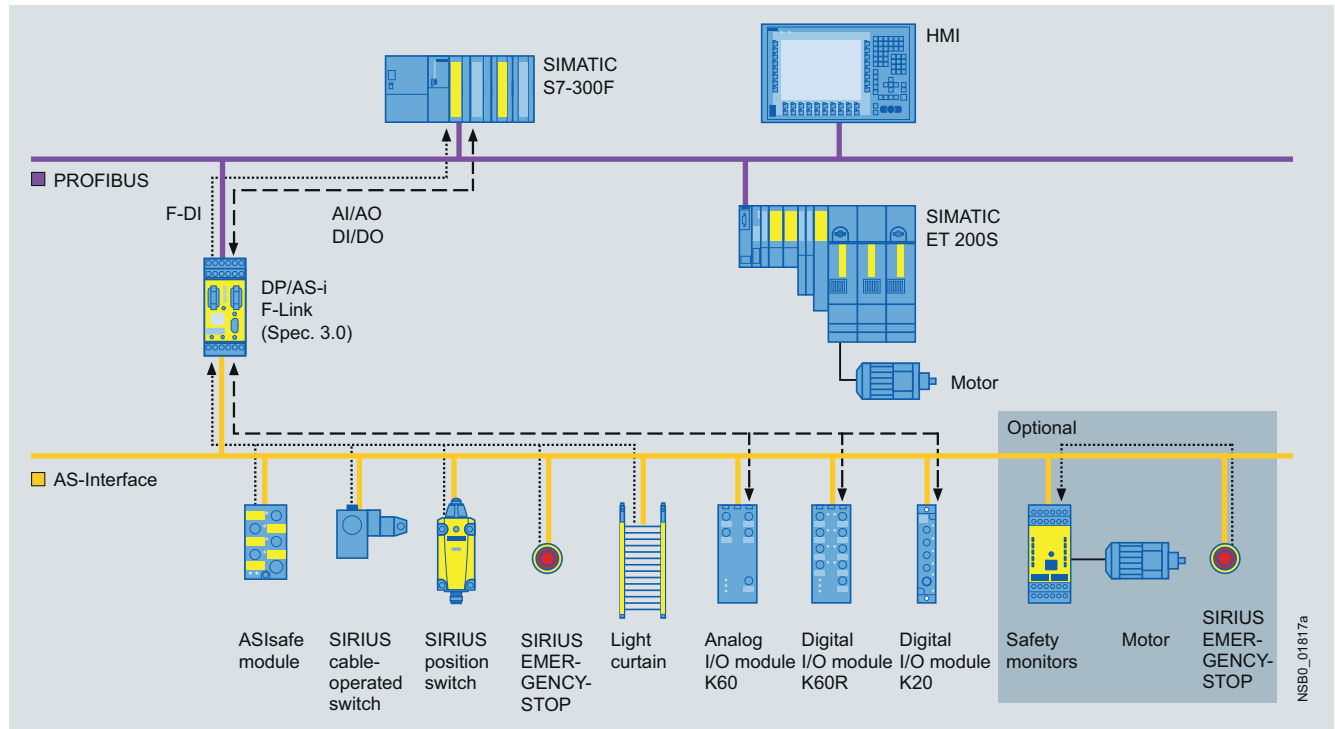 SIMATIC
S7-300F
HMI
PROFIBUS
F-DI
AI/AO
DI/DO
SIMATIC
ET 200S
DP/AS-i
F-Link
(Spec. 3.0)
Motor
Optional
AS-Interface
ASIsafe
module
SIRIUS
cable-
operated
switch
SIRIUS
position
switch
SIRIUS
EMER-
GENCY-
STOP
Light
curtain
Analog
I/O module
K60
Digital
I/O module
K60R
Digital
I/O module
K20
Safety
monitors
Motor
SIRIUS
EMER-
GENCY-
STOP
NSB0_01817a